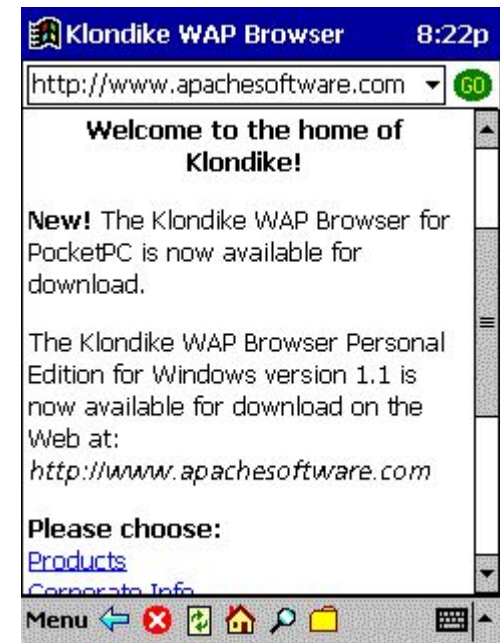 Klondike WAP Browser 8:22p
http://www.apachesoftware.com GO
Welcome to the home of
Klondike!
New! The Klondike WAP Browser for
PocketPC is now available for
download.
The Klondike WAP Browser Personal
Edition for Windows version 1.1 is
now available for download on the
Web at:
http://www.apachesoftware.com
Please choose:
Products
Corporate Info
Menu